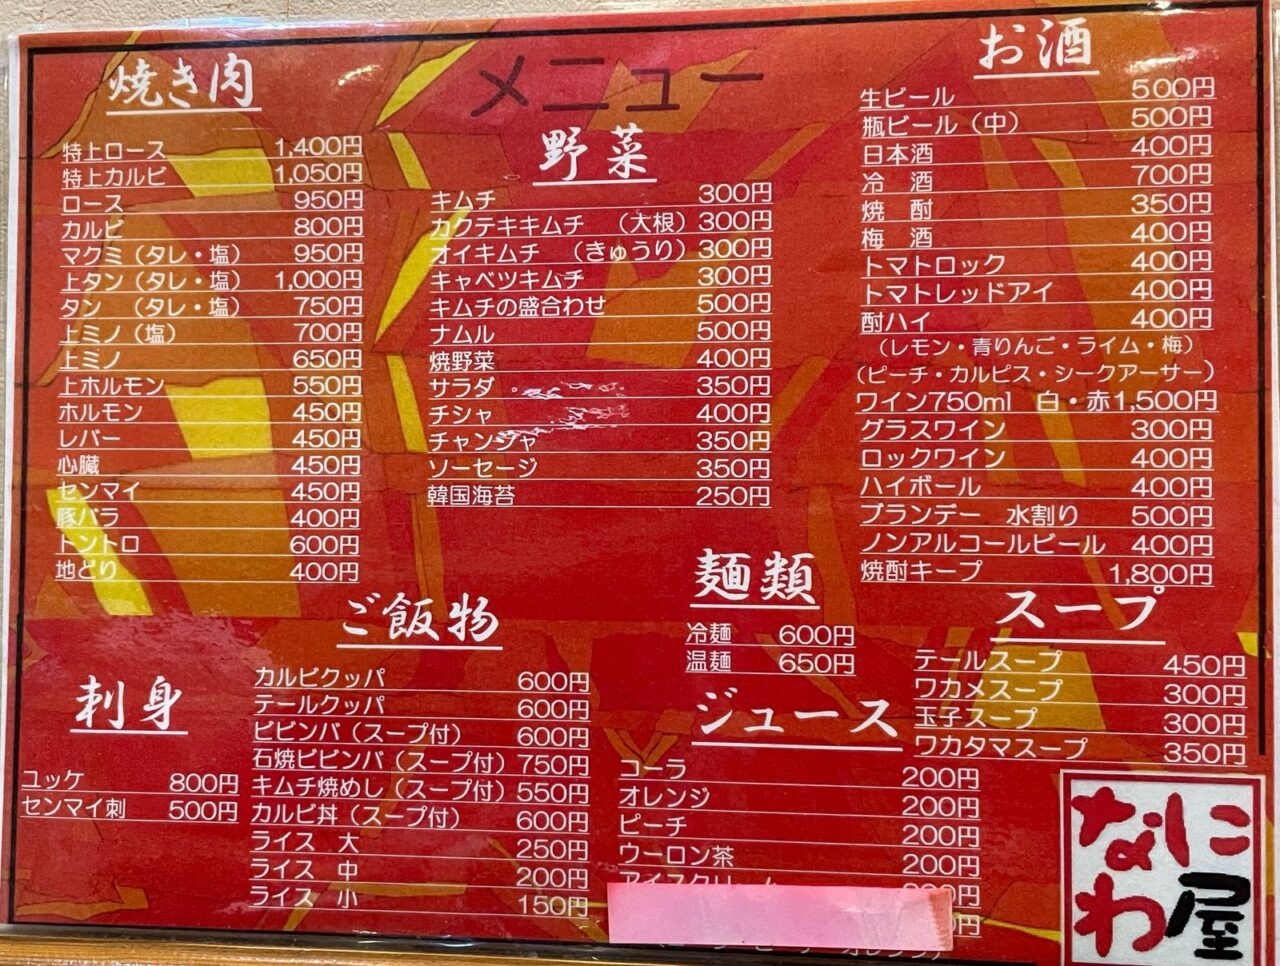 メニュー
焼き肉
特上ロース 1,400円
特上カルビ 1,050円
ロース 950円
カルビ 800円
マクミ（タレ・塩） 950円
上タン（タレ・塩） 1,000円
タン （タレ・塩） 750円
上ミノ（塩） 700円
上ミノ 650円
上ホルモン 550円
ホルモン 450円
レバー 450円
心臓 450円
センマイ 450円
豚バラ 400円
トントロ 600円
地どり 400円
野菜
キムチ 300円
カクテキキムチ （大根） 300円
オイキムチ （きゅうり） 300円
キャベツキムチ 300円
キムチの盛合わせ 500円
ナムル 500円
焼野菜 400円
サラダ 350円
チシャ 400円
チャンジャ 350円
ソーセージ 350円
韓国海苔 250円
お酒
生ビール 500円
瓶ビール（中） 500円
日本酒 400円
冷 酒 700円
焼 酎 350円
梅 酒 400円
トマトロック 400円
トマトレッドアイ 400円
酎ハイ 400円
（レモン・青りんご・ライム・梅）
（ピーチ・カルピス・シークアーサー）
ワイン750ml 白・赤1,500円
グラスワイン 300円
ロックワイン 400円
ハイボール 400円
ブランデー 水割り 500円
ノンアルコールビール 400円
焼酎キープ 1,800円
刺身
ユッケ 800円
センマイ刺 500円
ご飯物
カルビクッパ 600円
テールクッパ 600円
ビビンバ（スープ付） 600円
石焼ビビンバ（スープ付） 750円
キムチ焼めし（スープ付） 550円
カルビ丼（スープ付） 600円
ライス 大 250円
ライス 中 200円
ライス 小 150円
麺類
冷麺 600円
温麺 650円
ジュース
コーラ 200円
オレンジ 200円
ピーチ 200円
ウーロン茶 200円
スープ
テールスープ 450円
ワカメスープ 300円
玉子スープ 300円
ワカタマスープ 350円
なにわ屋